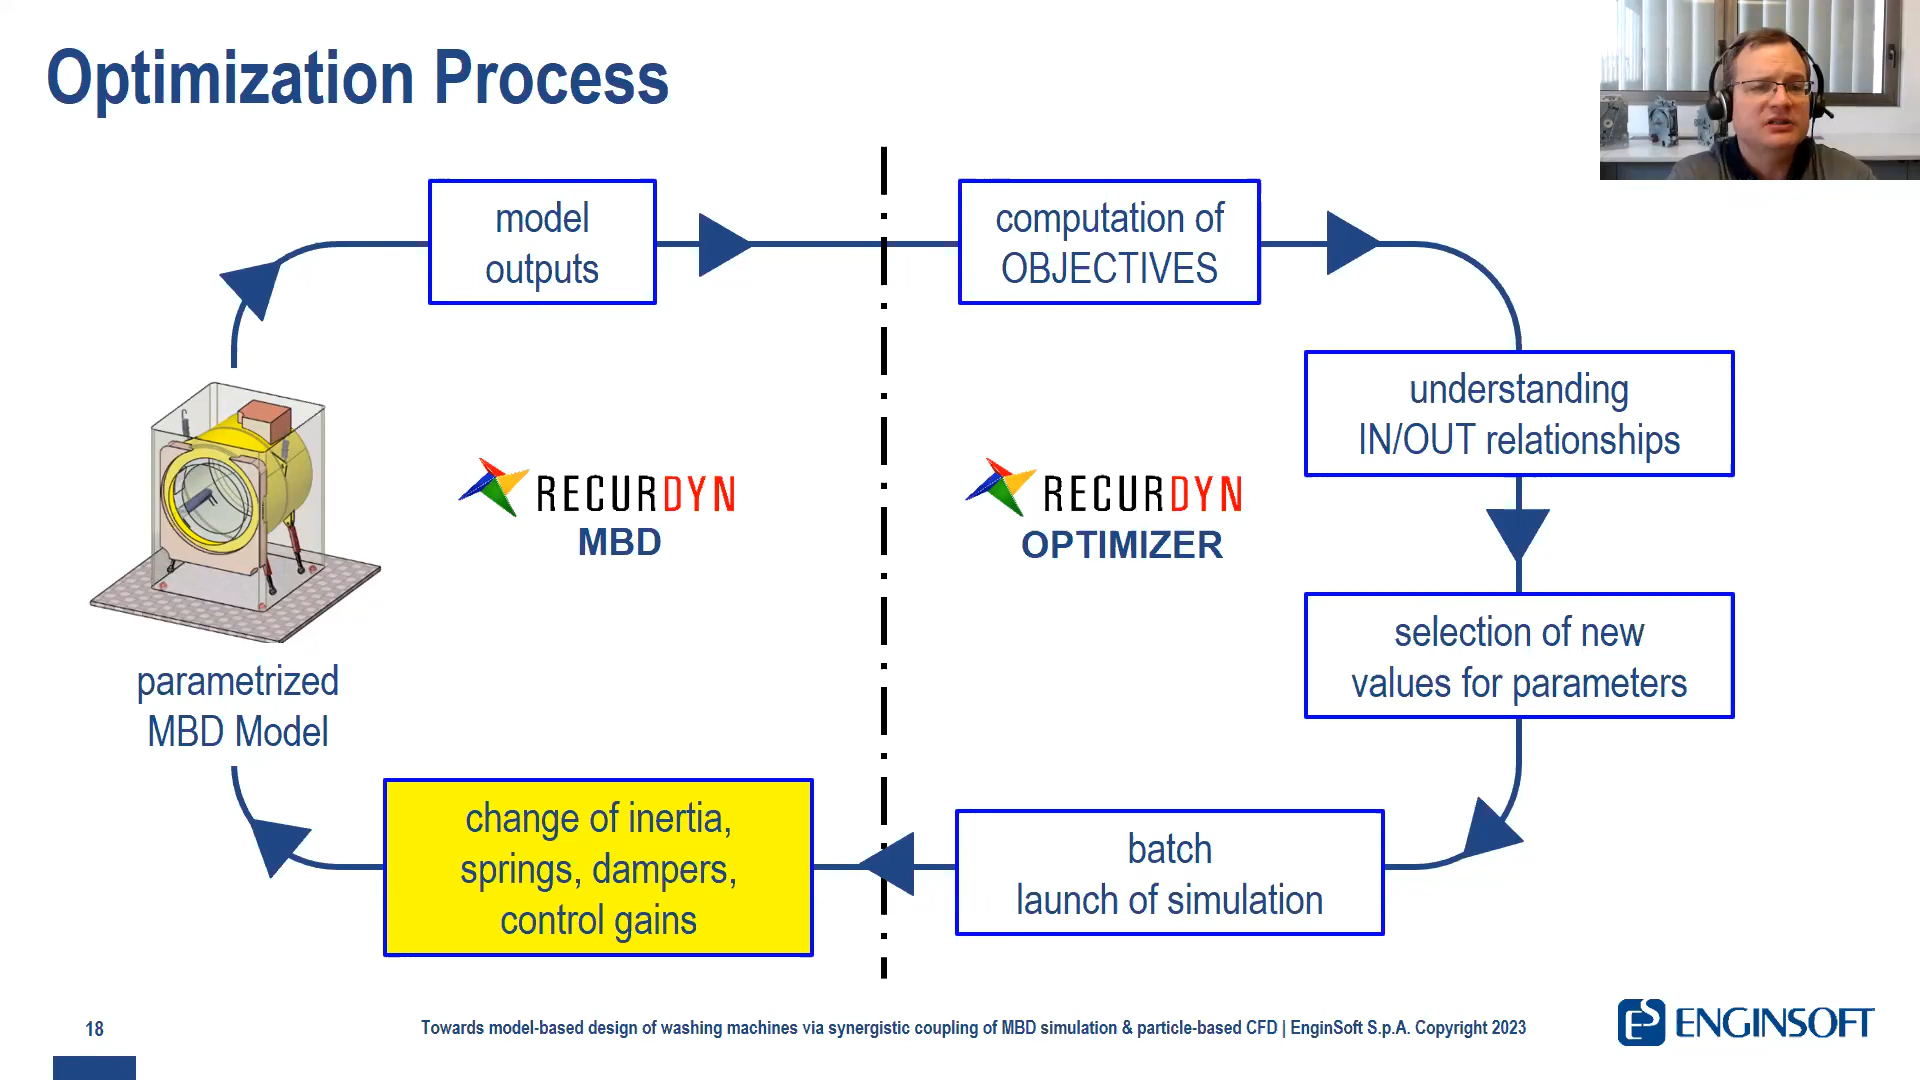 Optimization Process
model
outputs
computation of
OBJECTIVES
understanding
IN/OUT relationships
RECURDYN
MBD
RECURDYN
OPTIMIZER
selection of new
values for parameters
parametrized
MBD Model
change of inertia,
springs, dampers,
control gains
batch
launch of simulation
18
Towards model-based design of washing machines via synergistic coupling of MBD simulation & particle-based CFD | EnginSoft S.p.A. Copyright 2023
ES ENGINSOFT